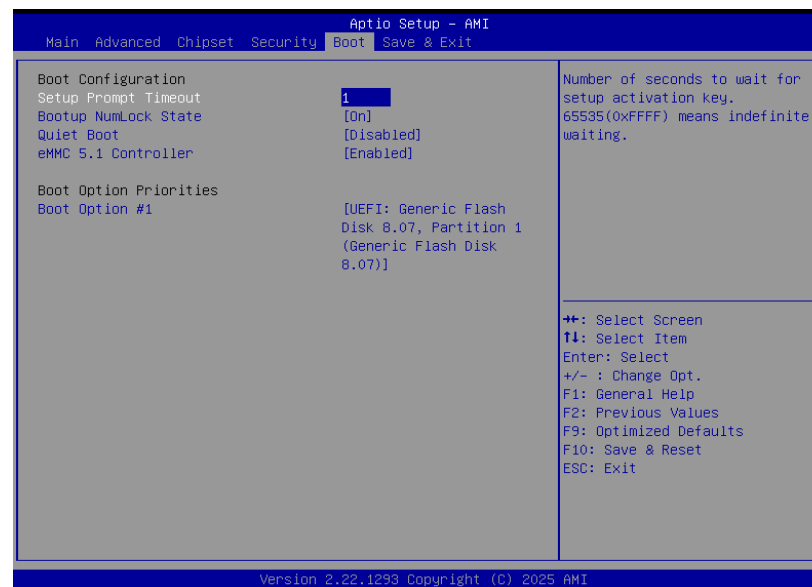 Aptio Setup – AMI
Main Advanced Chipset Security Boot Save & Exit
Boot Configuration
Setup Prompt Timeout 1
Bootup NumLock State [On]
Quiet Boot [Disabled]
eMMC 5.1 Controller [Enabled]
Boot Option Priorities
Boot Option #1 [UEFI: Generic Flash
Disk 8.07, Partition 1
(Generic Flash Disk
8.07)]
Number of seconds to wait for
setup activation key.
65535(0xFFFF) means indefinite
waiting.
→←: Select Screen
↑↓: Select Item
Enter: Select
+/- : Change Opt.
F1: General Help
F2: Previous Values
F9: Optimized Defaults
F10: Save & Reset
ESC: Exit
Version 2.22.1293 Copyright (C) 2025 AMI